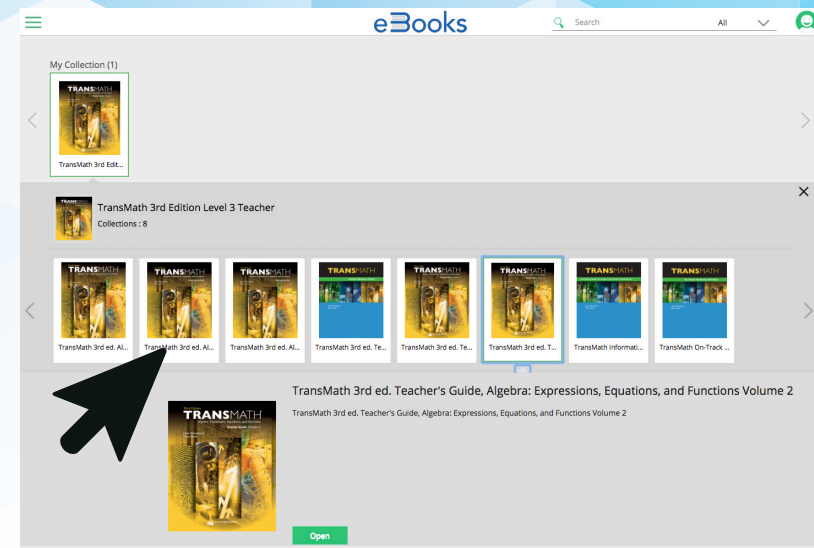 eBooks
Search
All
My Collection (1)
TRANSMATH
TransMath 3rd Edit...
TransMath 3rd Edition Level 3 Teacher
Collections : 8
TRANSMATH
TRANSMATH
TRANSMATH
TRANSMATH
TRANSMATH
TRANSMATH
TRANSMATH
TRANSMATH
TransMath 3rd ed. Al...
TransMath 3rd ed. Al...
TransMath 3rd ed. Al...
TransMath 3rd ed. Te...
TransMath 3rd ed. Te...
TransMath 3rd ed. T...
TransMath Informati...
TransMath On-Track ...
TransMath 3rd ed. Teacher's Guide, Algebra: Expressions, Equations, and Functions Volume 2
TRANSMATH
TransMath 3rd ed. Teacher's Guide, Algebra: Expressions, Equations, and Functions Volume 2
Open